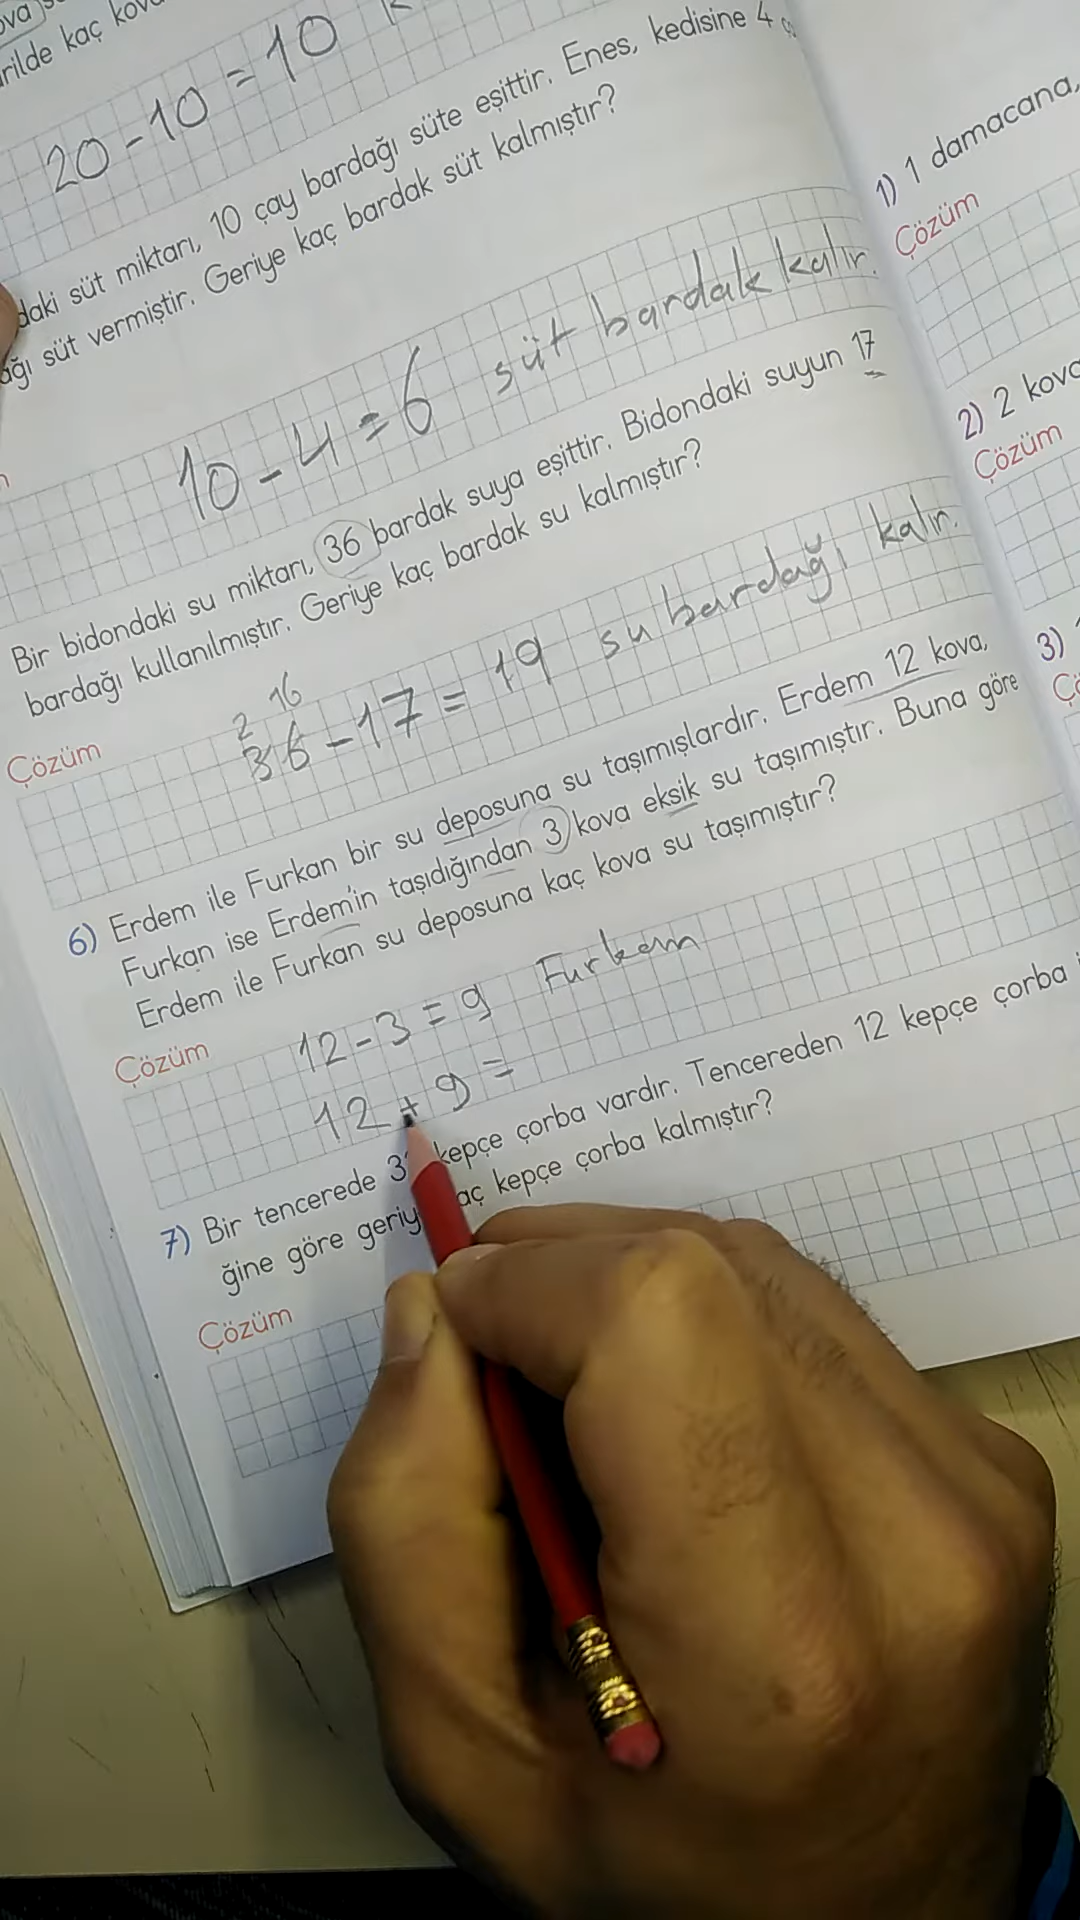 rilde kaç
20-10=10
daki süt miktarı, 10 çay bardağı süte eşittir. Enes, kedisine 4
süt vermiştir. Geriye kaç bardak süt kalmıştır?
10-4=6 süt bardak kalır.
Bir bidondaki su miktarı, 36 bardak suya eşittir. Bidondaki suyun 17
bardağı kullanılmıştır. Geriye kaç bardak su kalmıştır?
Çözüm
2 16
36-17=19 su bardağı kalır.
6) Erdem ile Furkan bir su deposuna su taşımışlardır. Erdem 12 kova,
Furkan ise Erdem'in taşıdığından 3 kova eksik su taşımıştır. Buna göre
Erdem ile Furkan su deposuna kaç kova su taşımıştır?
Çözüm
12-3=9 Furkan
12+9=
7) Bir tencerede kepçe çorba vardır. Tencereden 12 kepçe çorba
ğine göre kepçe çorba kalmıştır?
Çözüm
1) 1 damacana,
Çözüm
2) 2 kova
Çözüm
3)